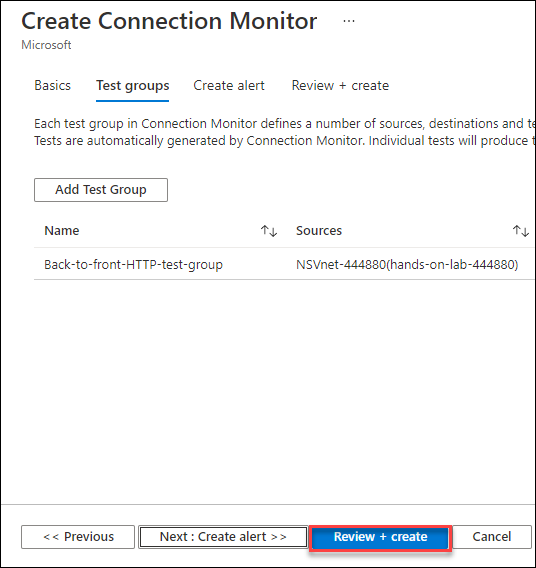 Create Connection Monitor ...
Microsoft
Basics Test groups Create alert Review + create
Each test group in Connection Monitor defines a number of sources, destinations and te
Tests are automatically generated by Connection Monitor. Individual tests will produce t
Add Test Group
Name ↑↓ Sources ↑↓
Back-to-front-HTTP-test-group NSVnet-444880(hands-on-lab-444880)
<< Previous Next : Create alert >> Review + create Cancel